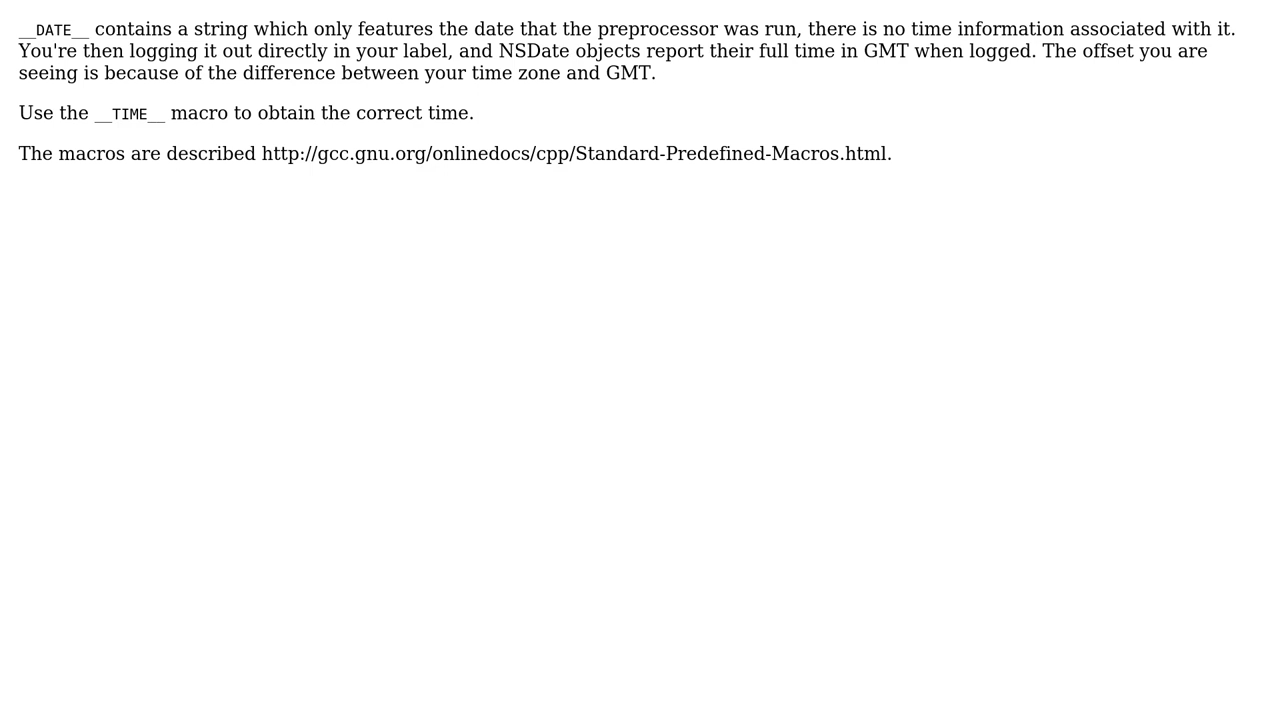 __DATE__ contains a string which only features the date that the preprocessor was run, there is no time information associated with it.
You're then logging it out directly in your label, and NSDate objects report their full time in GMT when logged. The offset you are
seeing is because of the difference between your time zone and GMT.
Use the __TIME__ macro to obtain the correct time.
The macros are described http://gcc.gnu.org/onlinedocs/cpp/Standard-Predefined-Macros.html.